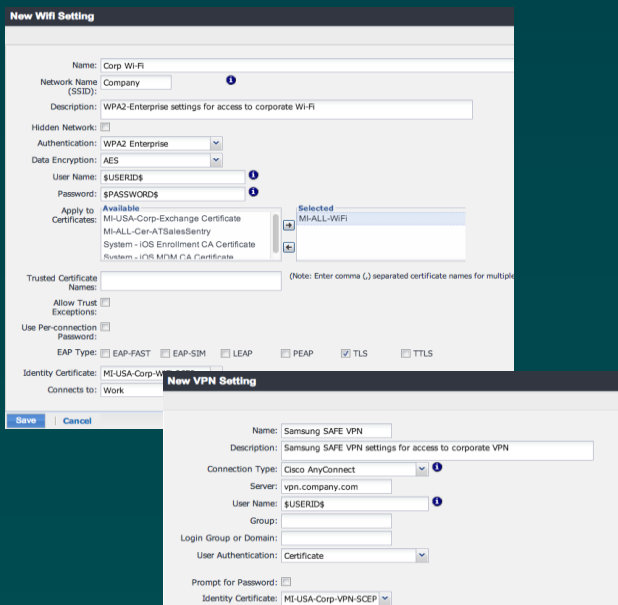 New Wifi Setting
Name: Corp Wi-Fi
Network Name (SSID): Company
Description: WPA2-Enterprise settings for access to corporate Wi-Fi
Hidden Network:
Authentication: WPA2 Enterprise
Data Encryption: AES
User Name: $USERID$
Password: $PASSWORD$
Apply to Certificates:
Available
MI-USA-Corp-Exchange Certificate
MI-ALL-Cer-ATSalesSentry
System - iOS Enrollment CA Certificate
System - iOS MDM CA Certificate
Selected
MI-ALL-WiFi
Trusted Certificate Names:
(Note: Enter comma (,) separated certificate names for multiple
Allow Trust Exceptions:
Use Per-connection Password:
EAP Type: EAP-FAST EAP-SIM LEAP PEAP TLS TTLS
Identity Certificate: MI-USA-Corp-
Connects to: Work
Save | Cancel
New VPN Setting
Name: Samsung SAFE VPN
Description: Samsung SAFE VPN settings for access to corporate VPN
Connection Type: Cisco AnyConnect
Server: vpn.company.com
User Name: $USERID$
Group:
Login Group or Domain:
User Authentication: Certificate
Prompt for Password:
Identity Certificate: MI-USA-Corp-VPN-SCEP